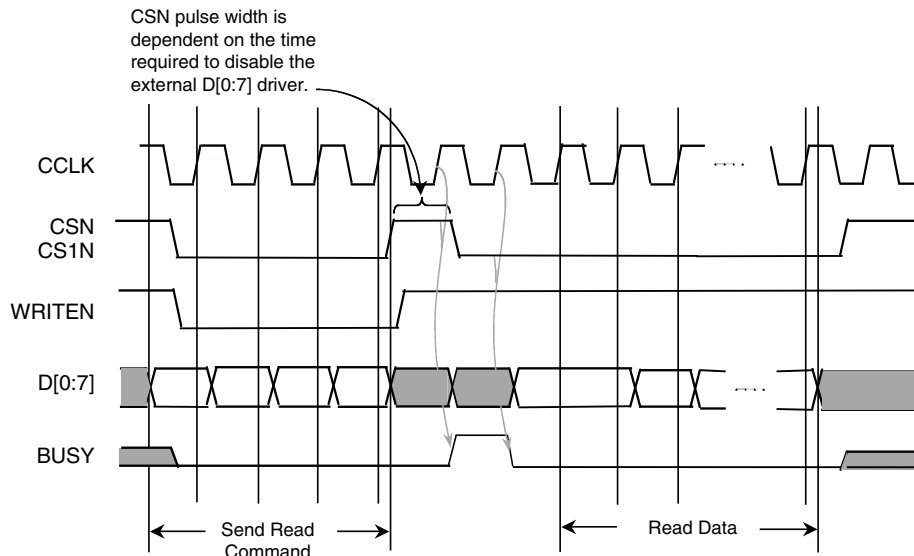 CSN pulse width is
dependent on the time
required to disable the
external D[0:7] driver.
CCLK
CSN
CS1N
WRITEN
D[0:7]
BUSY
Send Read
Command
Read Data